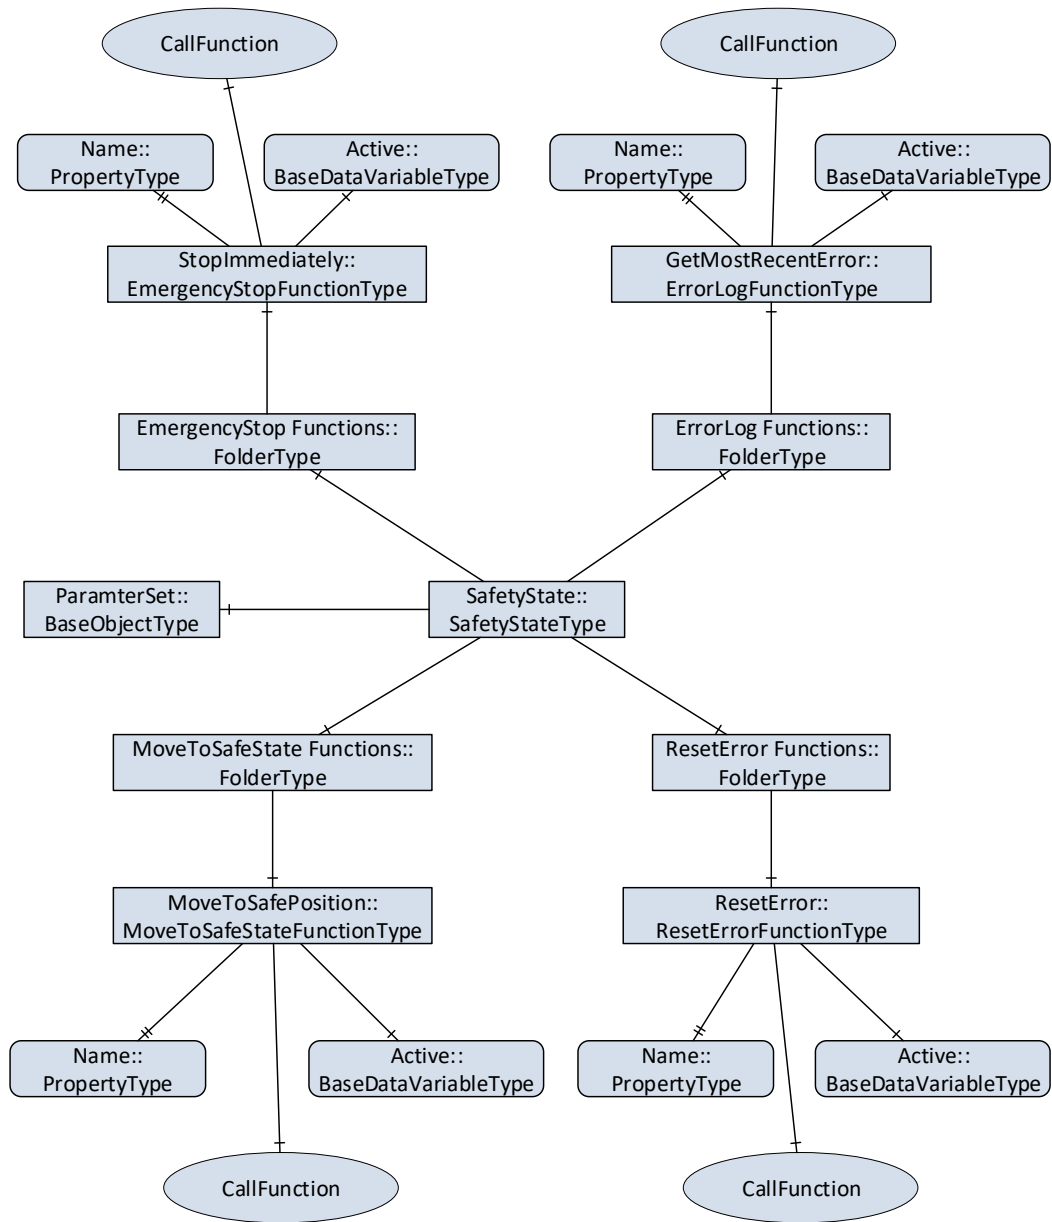 CallFunction
CallFunction
Name::
PropertyType
Active::
BaseDataVariableType
Name::
PropertyType
Active::
BaseDataVariableType
StopImmediately::
EmergencyStopFunctionType
GetMostRecentError::
ErrorLogFunctionType
EmergencyStop Functions::
FolderType
ErrorLog Functions::
FolderType
ParamterSet::
BaseObjectType
SafetyState::
SafetyStateType
MoveToSafeState Functions::
FolderType
ResetError Functions::
FolderType
MoveToSafePosition::
MoveToSafeStateFunctionType
ResetError::
ResetErrorFunctionType
Name::
PropertyType
Active::
BaseDataVariableType
Name::
PropertyType
Active::
BaseDataVariableType
CallFunction
CallFunction